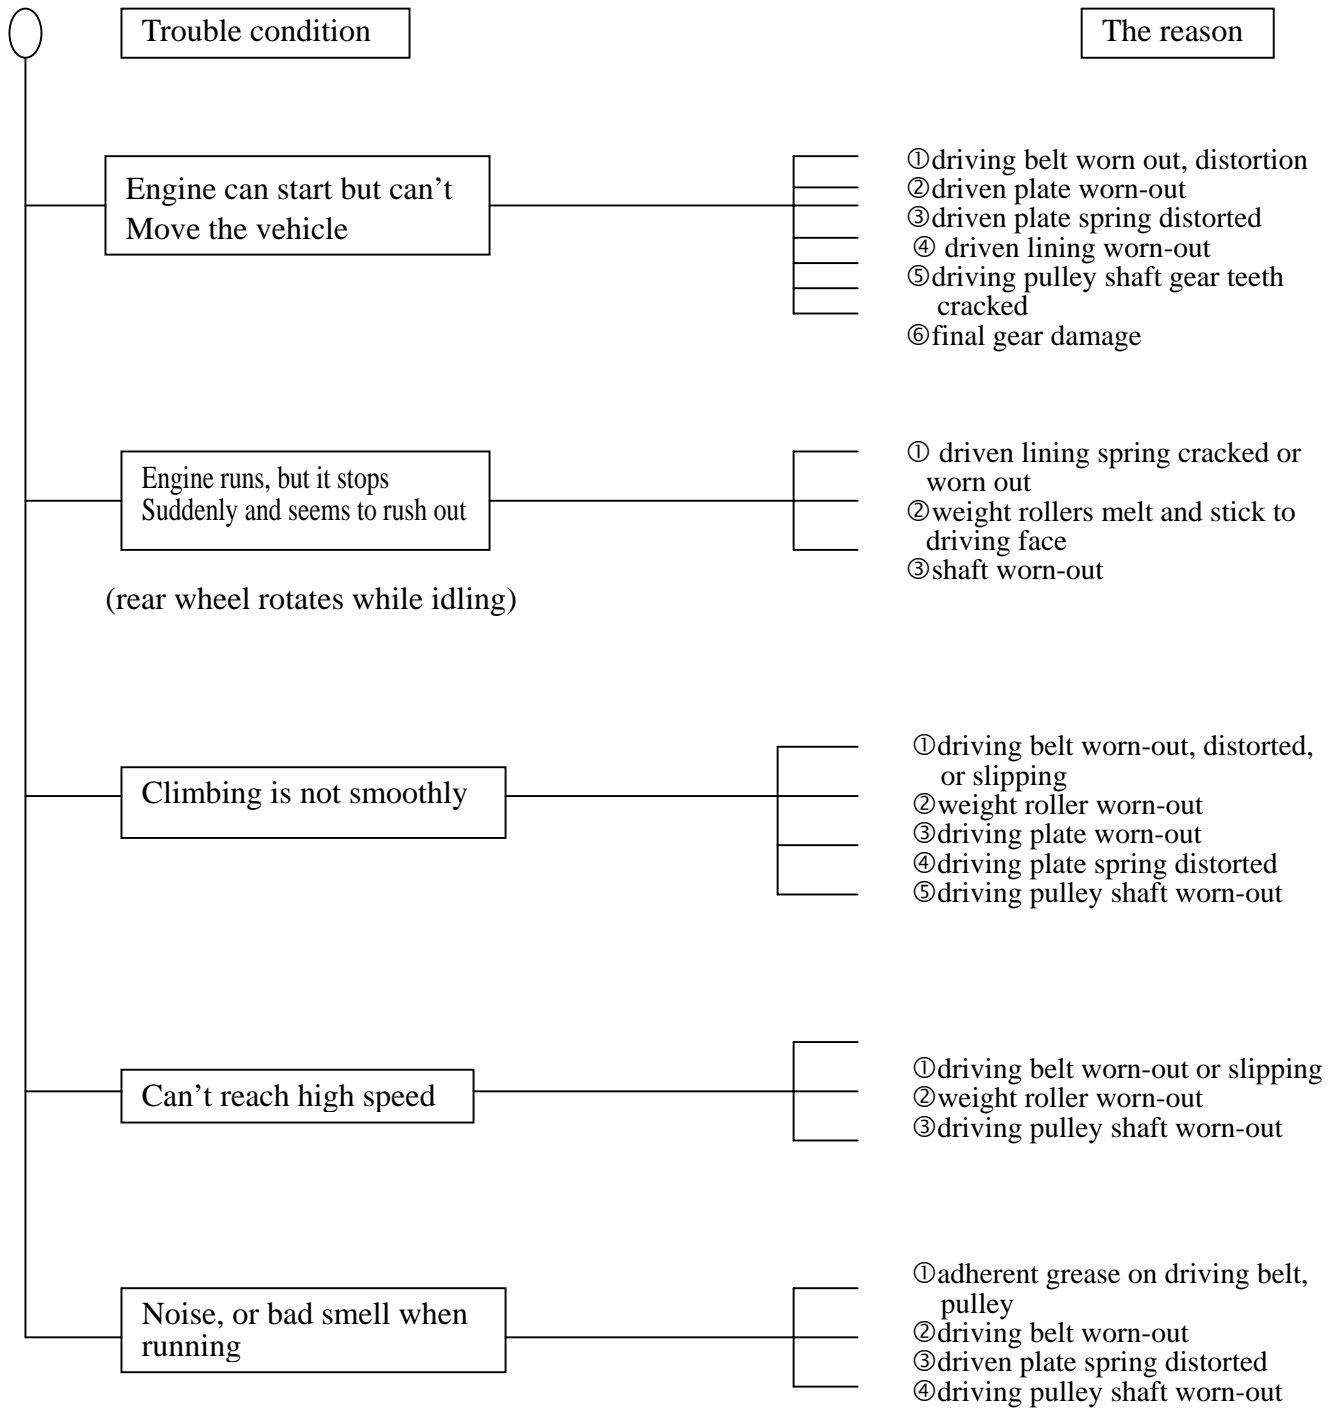 Trouble condition
The reason
Engine can start but can’t
Move the vehicle
①driving belt worn out, distortion
②driven plate worn-out
③driven plate spring distorted
④ driven lining worn-out
⑤driving pulley shaft gear teeth
cracked
⑥final gear damage
Engine runs, but it stops
Suddenly and seems to rush out
(rear wheel rotates while idling)
① driven lining spring cracked or
worn out
②weight rollers melt and stick to
driving face
③shaft worn-out
Climbing is not smoothly
①driving belt worn-out, distorted,
or slipping
②weight roller worn-out
③driving plate worn-out
④driving plate spring distorted
⑤driving pulley shaft worn-out
Can’t reach high speed
①driving belt worn-out or slipping
②weight roller worn-out
③driving pulley shaft worn-out
Noise, or bad smell when
running
①adherent grease on driving belt,
pulley
②driving belt worn-out
③driven plate spring distorted
④driving pulley shaft worn-out